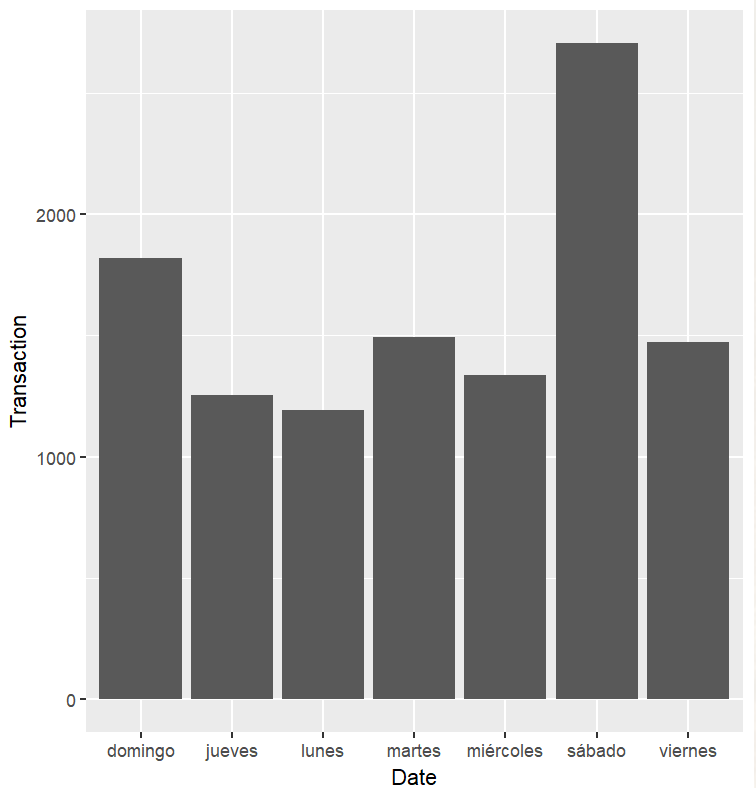 Transaction
2000
1000
0
domingo jueves lunes martes miércoles sábado viernes
Date